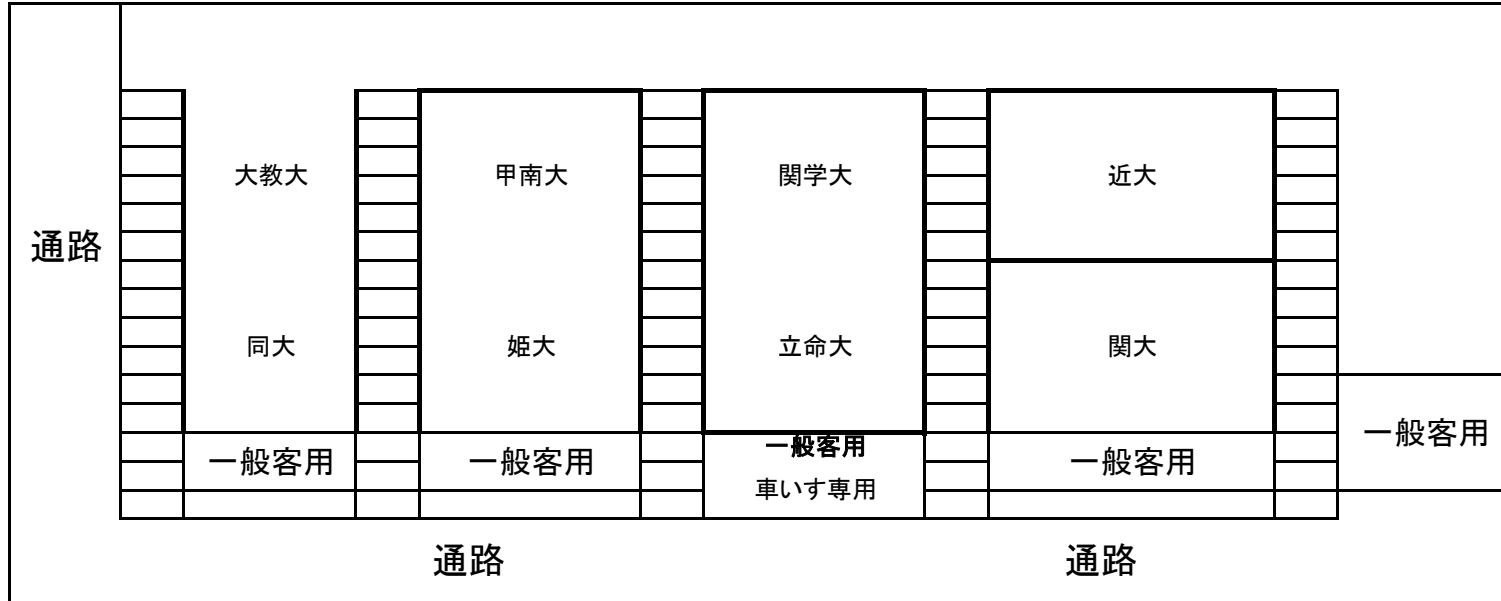 大教大
甲南大
関学大
近大
通路
同大
姫大
立命大
関大
一般客用
一般客用
一般客用
車いす専用
一般客用
一般客用
通路
通路